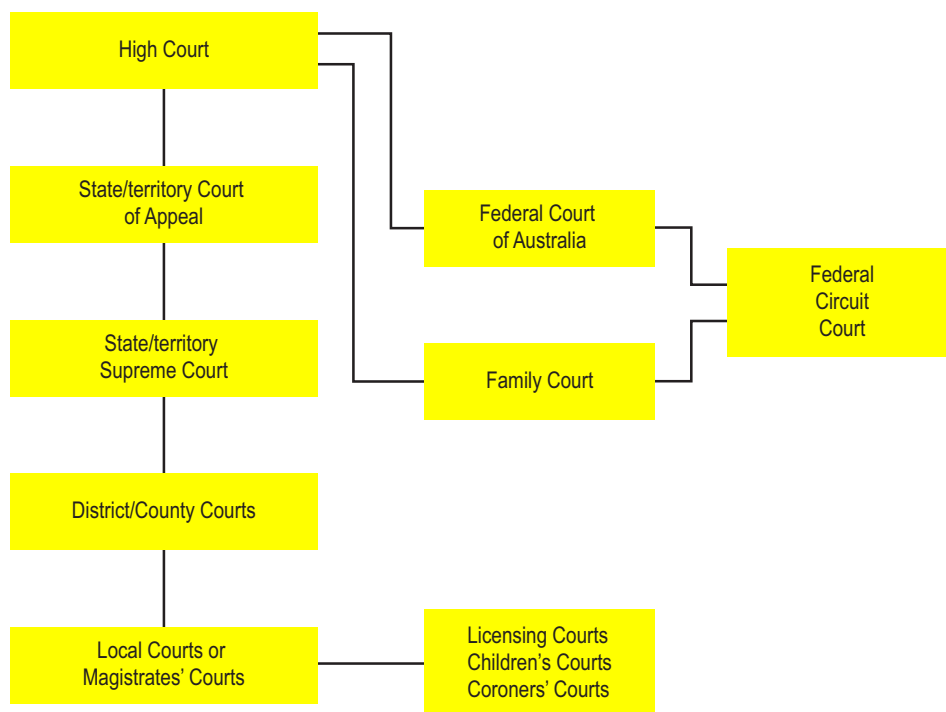 High Court
State/territory Court
of Appeal
Federal Court
of Australia
Federal
Circuit
Court
State/territory
Supreme Court
Family Court
District/County Courts
Local Courts or
Magistrates’ Courts
Licensing Courts
Children’s Courts
Coroners’ Courts